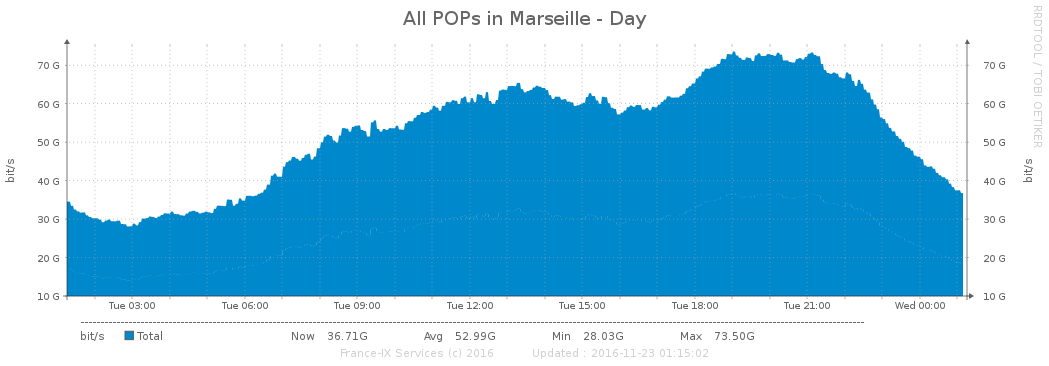 All POPs in Marseille - Day
RRDTOOL / TOBI OETIKER
bit/s
bit/s
70 G 70 G
60 G 60 G
50 G 50 G
40 G 40 G
30 G 30 G
20 G 20 G
10 G 10 G
Tue 03:00 Tue 06:00 Tue 09:00 Tue 12:00 Tue 15:00 Tue 18:00 Tue 21:00 Wed 00:00
bit/s Total Now 36.71G Avg 52.99G Min 28.03G Max 73.50G
France-IX Services (c) 2016 Updated : 2016-11-23 01:15:02